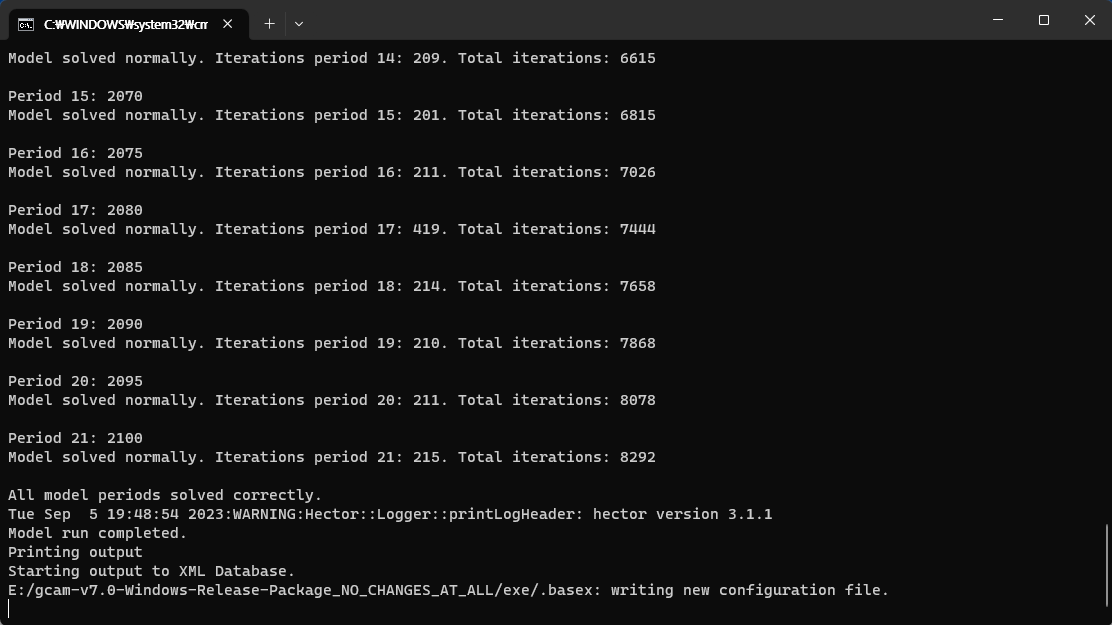 C:₩WINDOWS₩system32₩cm
Model solved normally. Iterations period 14: 209. Total iterations: 6615
Period 15: 2070
Model solved normally. Iterations period 15: 201. Total iterations: 6815
Period 16: 2075
Model solved normally. Iterations period 16: 211. Total iterations: 7026
Period 17: 2080
Model solved normally. Iterations period 17: 419. Total iterations: 7444
Period 18: 2085
Model solved normally. Iterations period 18: 214. Total iterations: 7658
Period 19: 2090
Model solved normally. Iterations period 19: 210. Total iterations: 7868
Period 20: 2095
Model solved normally. Iterations period 20: 211. Total iterations: 8078
Period 21: 2100
Model solved normally. Iterations period 21: 215. Total iterations: 8292
All model periods solved correctly.
Tue Sep  5 19:48:54 2023:WARNING:Hector::Logger::printLogHeader: hector version 3.1.1
Model run completed.
Printing output
Starting output to XML Database.
E:/gcam-v7.0-Windows-Release-Package_NO_CHANGES_AT_ALL/exe/.basex: writing new configuration file.